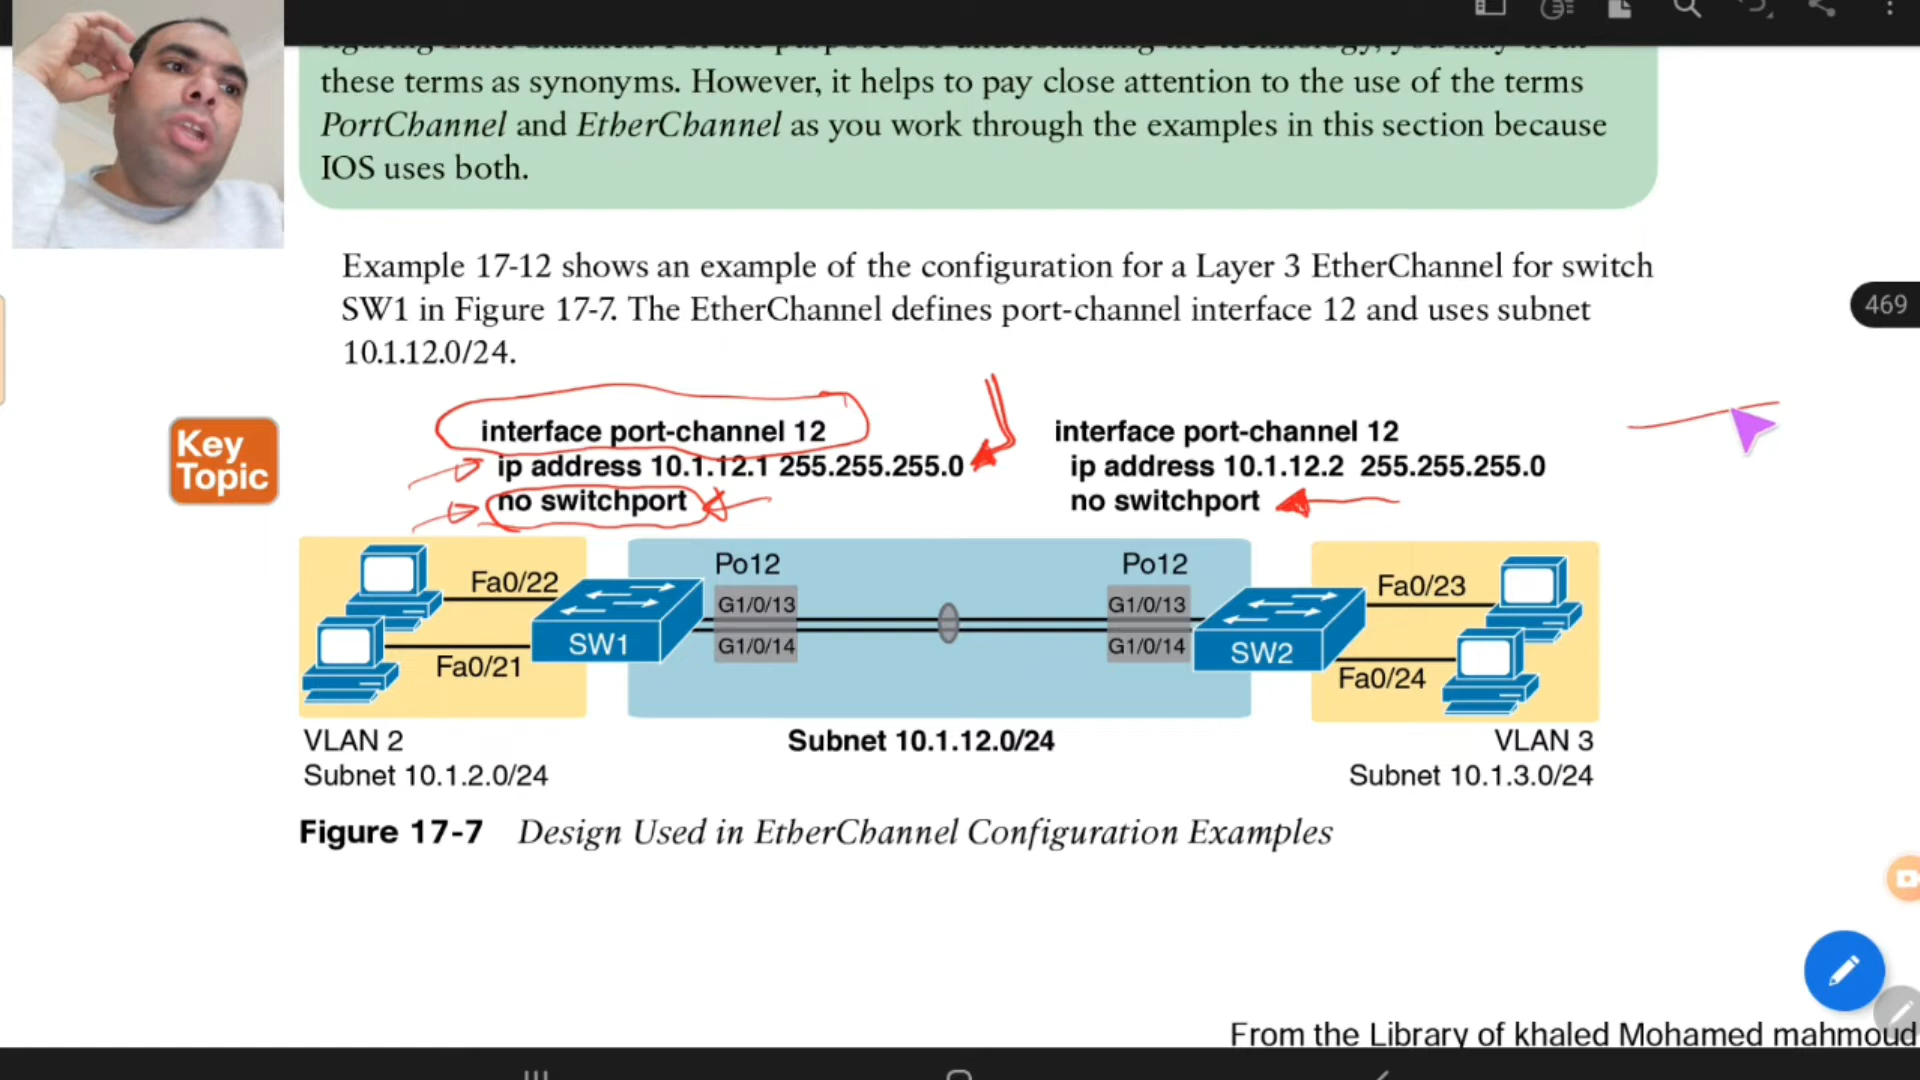 these terms as synonyms. However, it helps to pay close attention to the use of the terms
PortChannel and EtherChannel as you work through the examples in this section because
IOS uses both.
Example 17-12 shows an example of the configuration for a Layer 3 EtherChannel for switch
SW1 in Figure 17-7. The EtherChannel defines port-channel interface 12 and uses subnet
10.1.12.0/24.
469
Key
Topic
interface port-channel 12
ip address 10.1.12.1 255.255.255.0
no switchport
interface port-channel 12
ip address 10.1.12.2 255.255.255.0
no switchport
Po12
Po12
Fa0/22
G1/0/13
G1/0/13
Fa0/23
SW1
G1/0/14
G1/0/14
SW2
Fa0/21
Fa0/24
VLAN 2
Subnet 10.1.2.0/24
Subnet 10.1.12.0/24
VLAN 3
Subnet 10.1.3.0/24
Figure 17-7 Design Used in EtherChannel Configuration Examples
From the Library of khaled Mohamed mahmoud